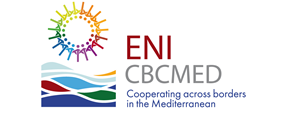 ENI
CBCMED
Cooperating across borders
in the Mediterranean